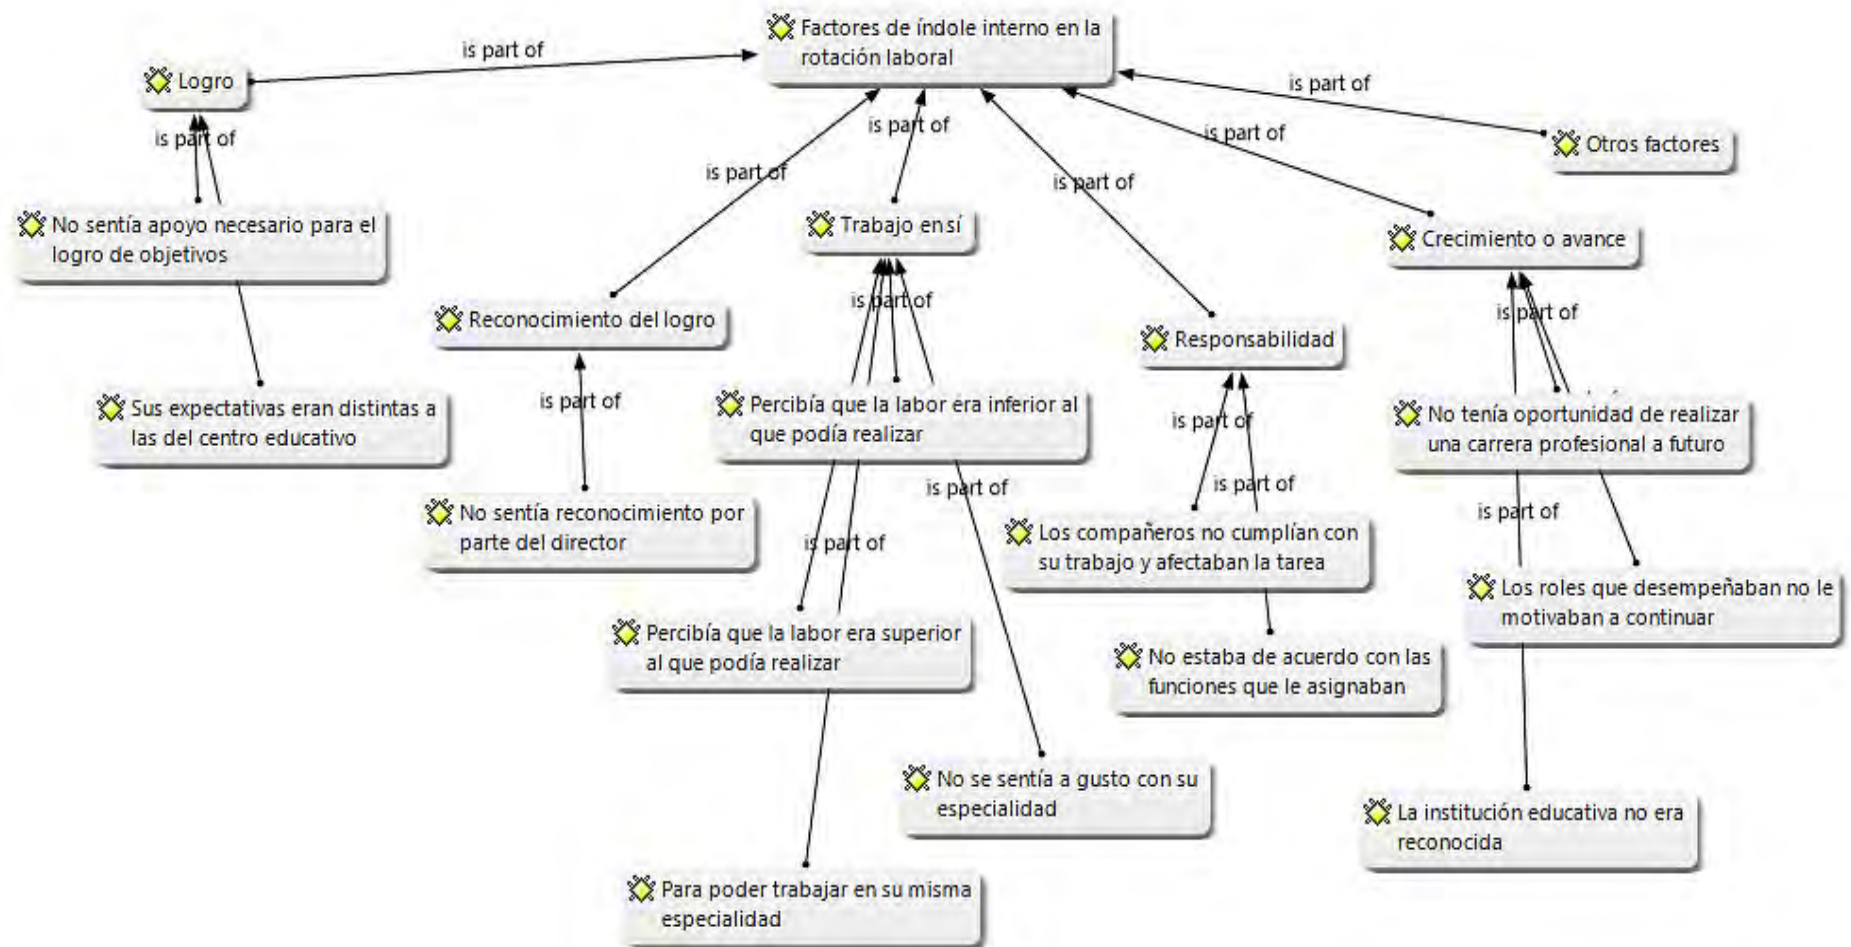 Factores de índole interno en la
rotación laboral
is part of
Logro
is part of
is part of
is part of
is part of
Otros factores
is part of
is part of
is part of
No sentía apoyo necesario para el
logro de objetivos
Trabajo en sí
Crecimiento o avance
is part of
is part of
Reconocimiento del logro
Responsabilidad
Sus expectativas eran distintas a
las del centro educativo
is part of
Percibía que la labor era inferior al
que podía realizar
is part of
No tenía oportunidad de realizar
una carrera profesional a futuro
is part of
is part of
is part of
No sentía reconocimiento por
parte del director
is part of
Los compañeros no cumplían con
su trabajo y afectaban la tarea
Los roles que desempeñaban no le
motivaban a continuar
Percibía que la labor era superior
al que podía realizar
No estaba de acuerdo con las
funciones que le asignaban
No se sentía a gusto con su
especialidad
La institución educativa no era
reconocida
Para poder trabajar en su misma
especialidad